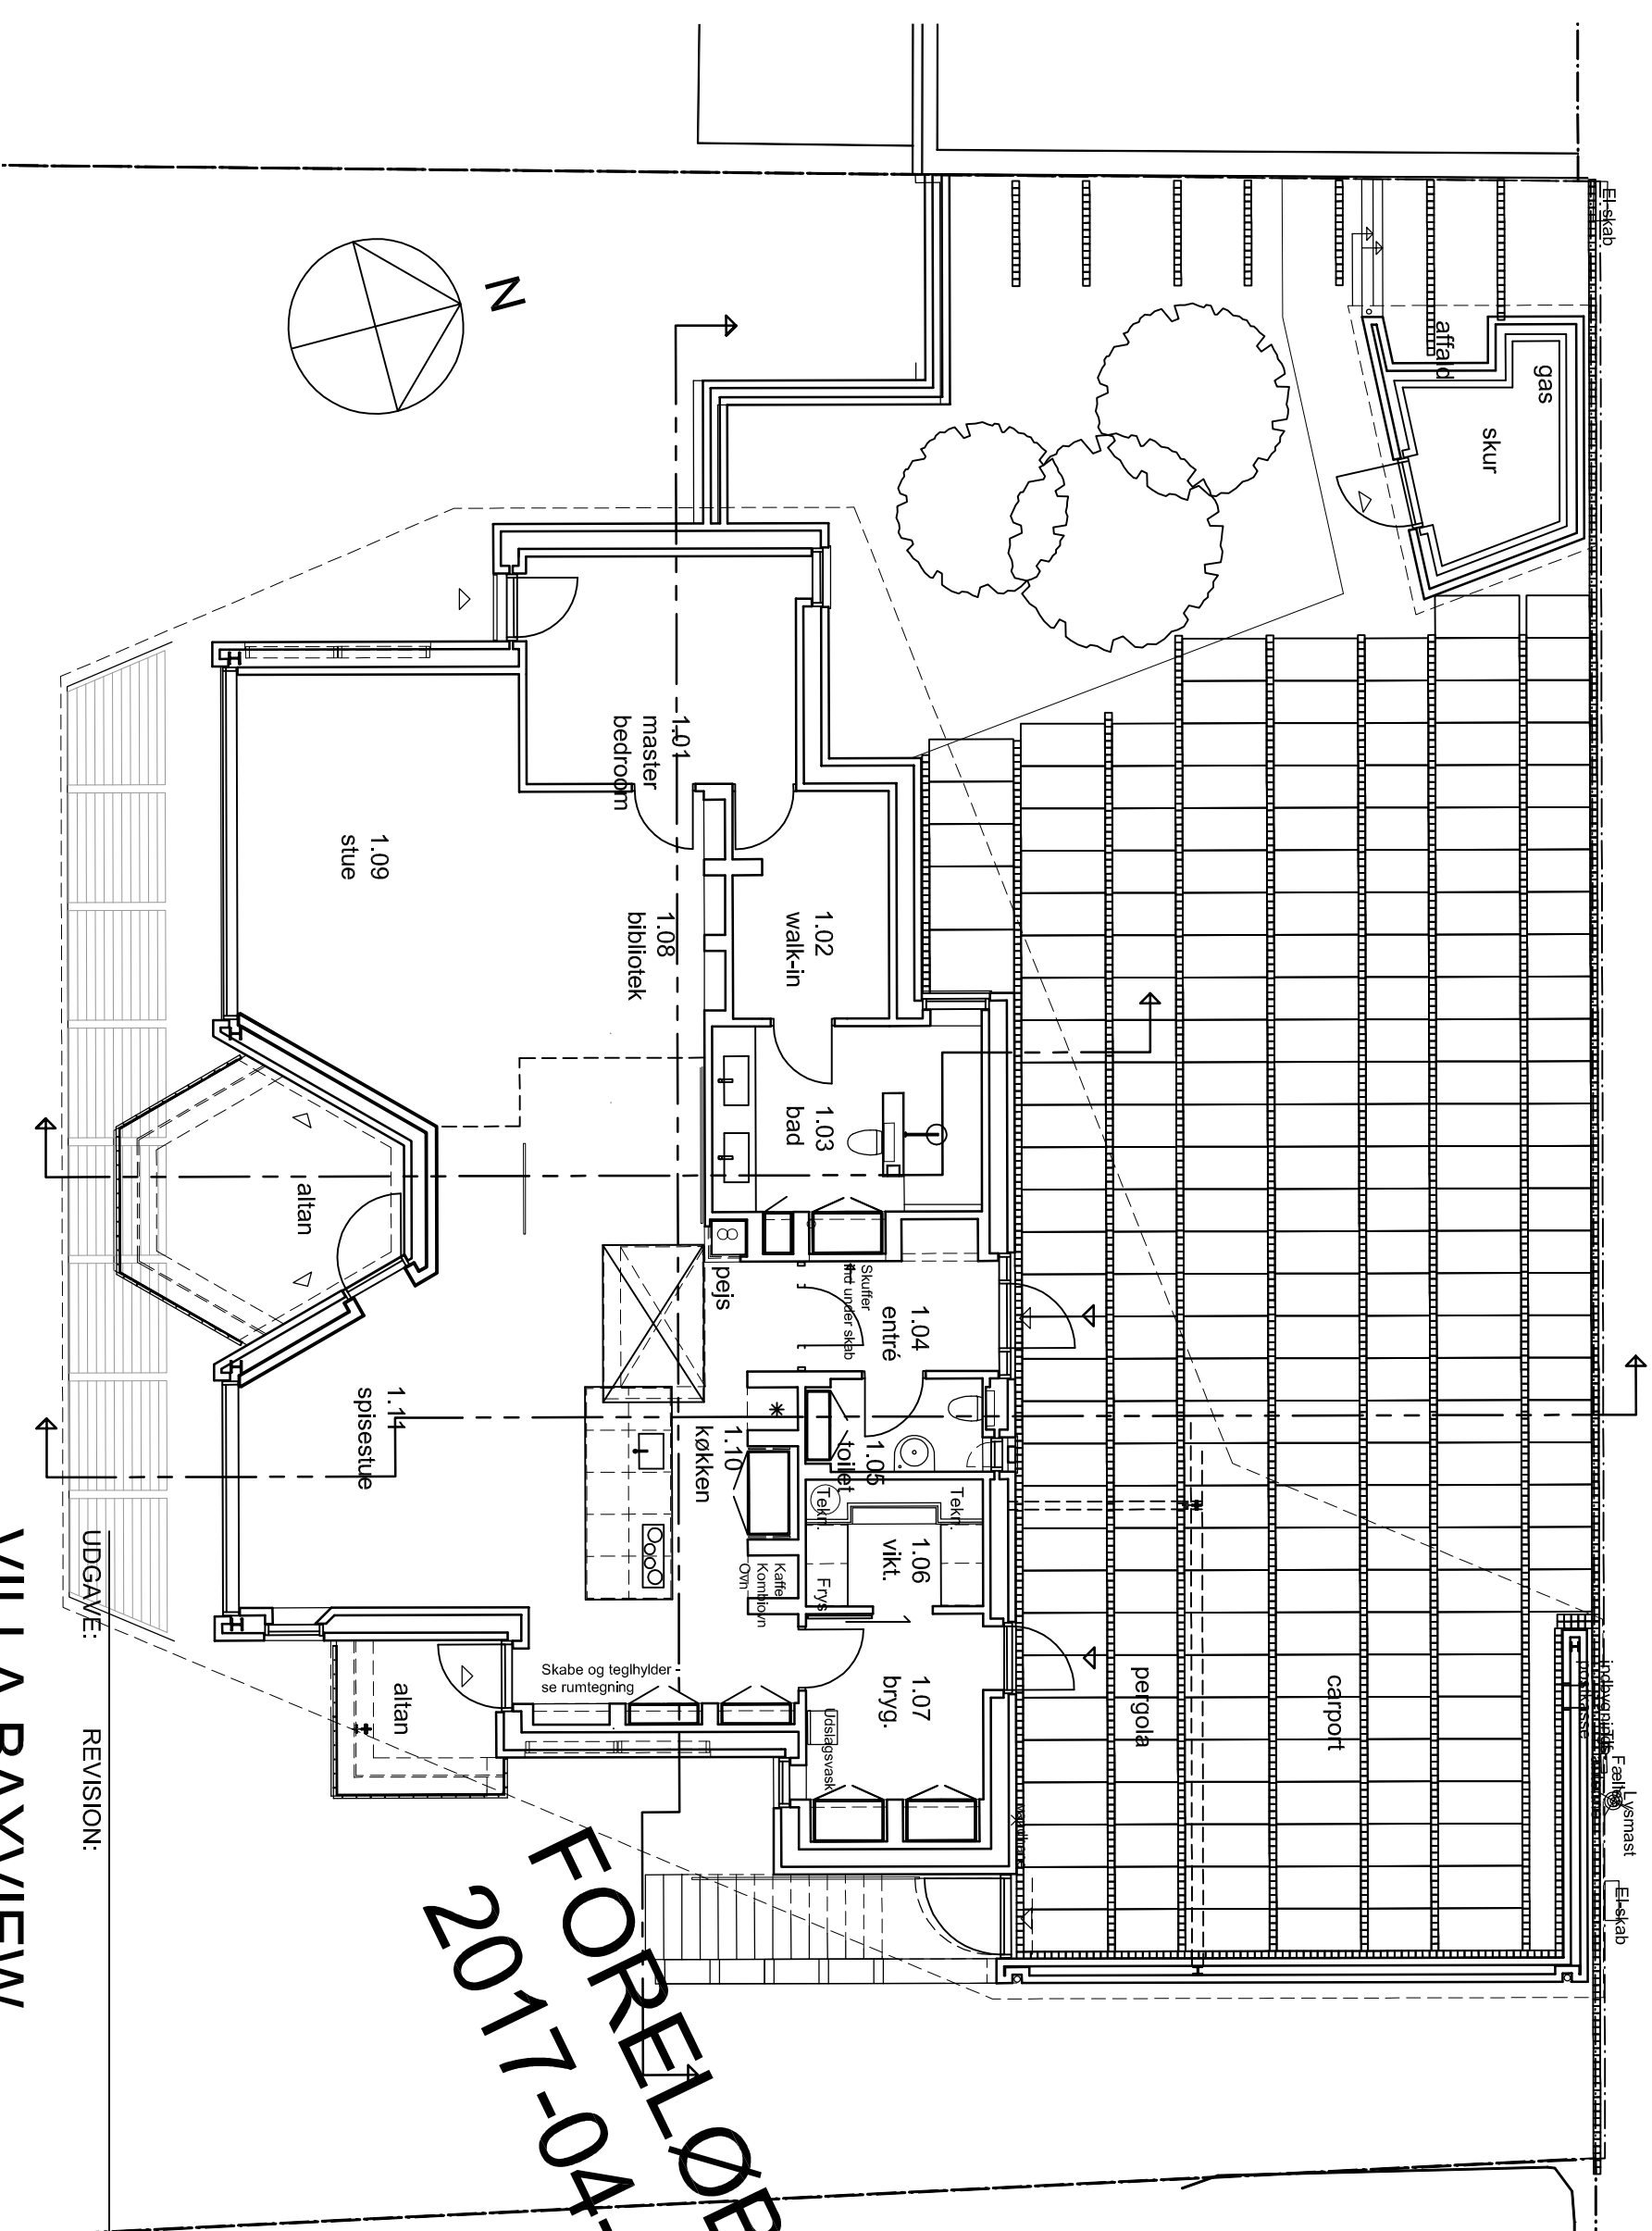 El-skab
affald
gas
skur
N
1.01
master
bedroom
1.09
stue
1.08
bibliotek
1.02
walk-in
1.03
bad
altan
pejs
Skuffer
ind under skab
1.04
entré
1.11
spisestue
1.10
køkken
1.05
toilet
Tekn.
Tekn.
1.06
vikt.
Frys
Kaffe
Kombiovn
Ovn
1.07
bryg.
Udslagsvask
Skabe og teglhylder -
se rumtegning
altan
pergola
carport
postkasse
Lysmast
El-skab
UDGAVE:
REVISION:
FORELØB
2017-04-
VILLA BAXVIEW